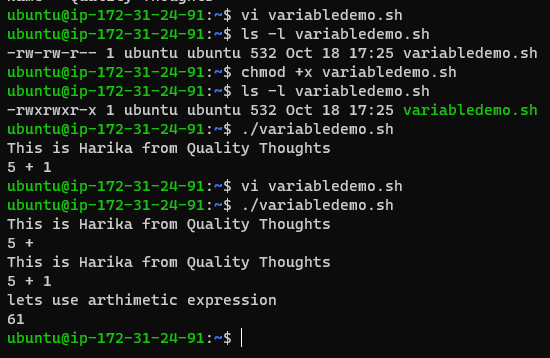 ubuntu@ip-172-31-24-91:~$ vi variabledemo.sh
ubuntu@ip-172-31-24-91:~$ ls -l variabledemo.sh
-rw-rw-r-- 1 ubuntu ubuntu 532 Oct 18 17:25 variabledemo.sh
ubuntu@ip-172-31-24-91:~$ chmod +x variabledemo.sh
ubuntu@ip-172-31-24-91:~$ ls -l variabledemo.sh
-rwxrwxr-x 1 ubuntu ubuntu 532 Oct 18 17:25 variabledemo.sh
ubuntu@ip-172-31-24-91:~$ ./variabledemo.sh
This is Harika from Quality Thoughts
5 + 1
ubuntu@ip-172-31-24-91:~$ vi variabledemo.sh
ubuntu@ip-172-31-24-91:~$ ./variabledemo.sh
This is Harika from Quality Thoughts
5 +
This is Harika from Quality Thoughts
5 + 1
lets use arthimetic expression
61
ubuntu@ip-172-31-24-91:~$